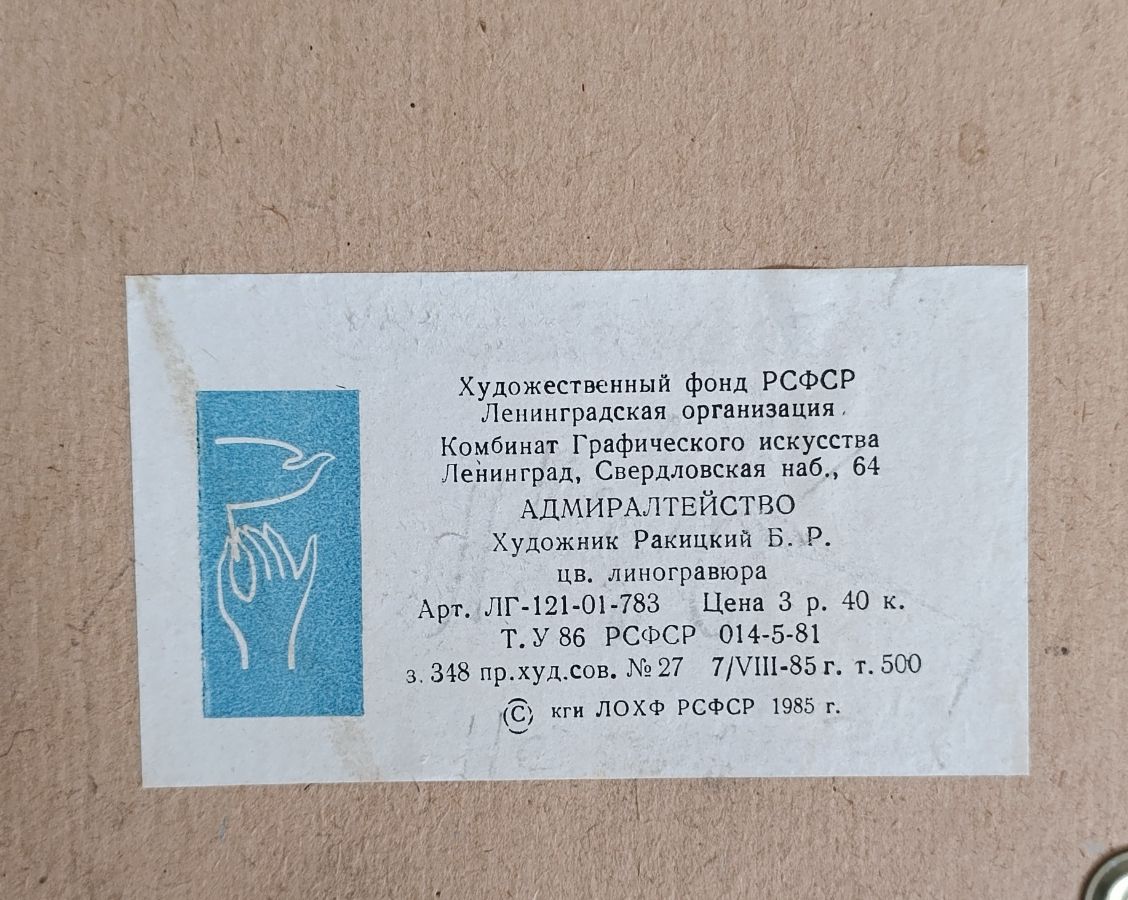 Художественный фонд РСФСР
Ленинградская организация
Комбинат Графического искусства
Ленинград, Свердловская наб., 64
АДМИРАЛТЕЙСТВО
Художник Ракицкий Б. Р.
цв. линогравюра
Арт. ЛГ-121-01-783 Цена 3 р. 40 к.
Т. У 86 РСФСР 014-5-81
з. 348 пр.худ.сов. № 27 7/VIII-85 г. т. 500
© кги ЛОХФ РСФСР 1985 г.